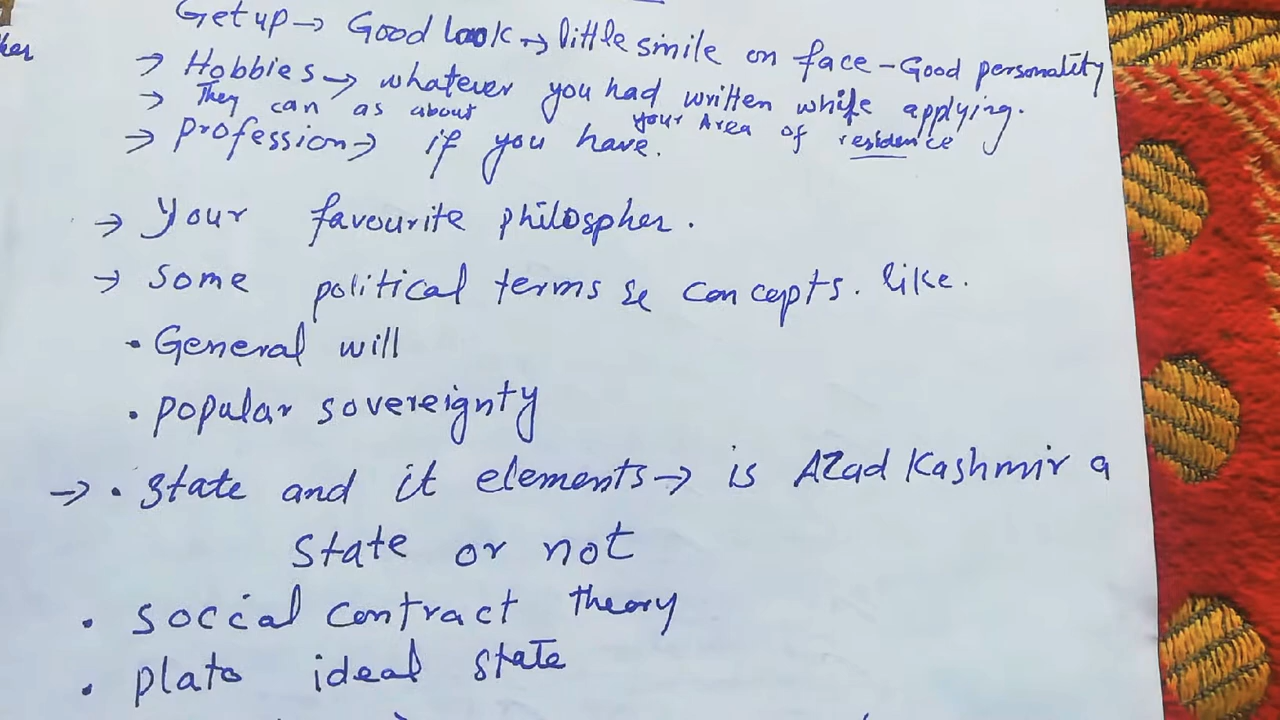 Getup → Good look → little smile on face - Good personality
→ Hobbies → whatever you had written while applying.
→ They can as about your Area of residence
→ profession → if you have.
→ your favourite philospher.
→ some political terms & concepts. like.
• General will
• popular sovereignty
→ • state and it elements → is Azad Kashmir a
state or not
• social contract theory
• plato ideal state